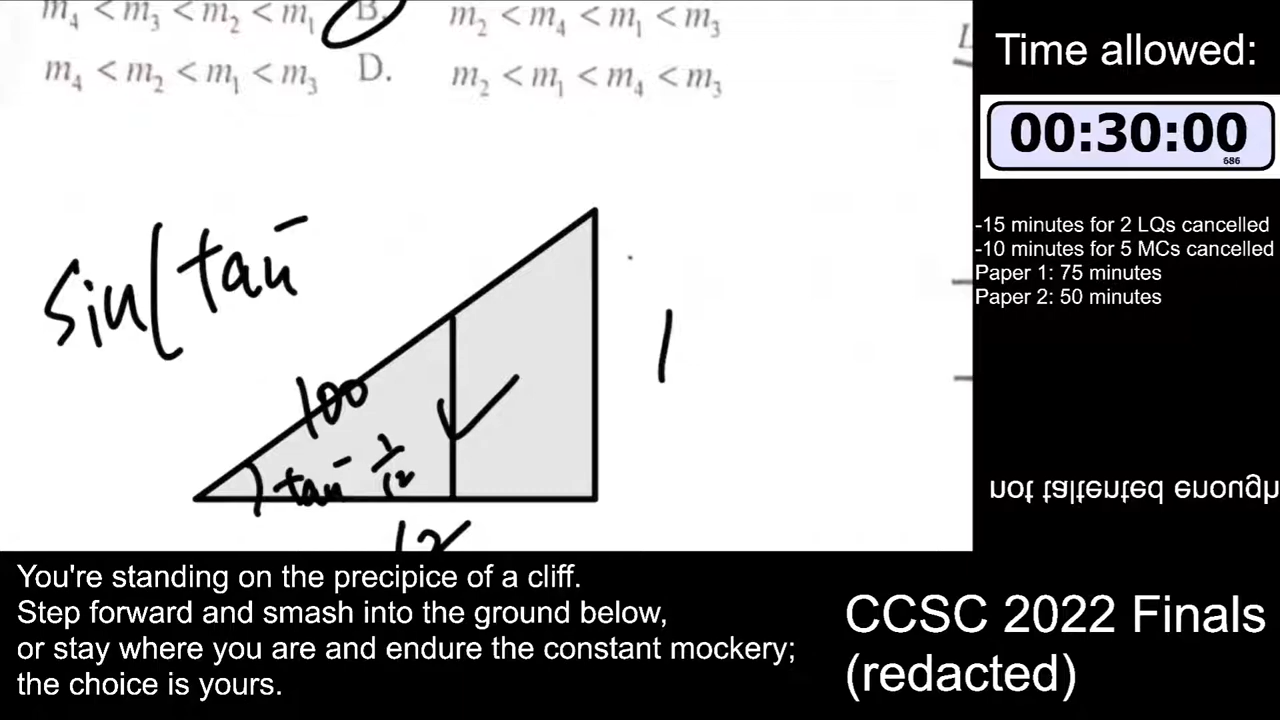 m₄ < m₃ < m₂ < m₁ B. m₂ < m₄ < m₁ < m₃
m₄ < m₂ < m₁ < m₃ D. m₂ < m₁ < m₄ < m₃
sin(tan⁻
100
tan⁻ 1/12
1
12
Time allowed:
00:30:00
686
-15 minutes for 2 LQs cancelled
-10 minutes for 5 MCs cancelled
Paper 1: 75 minutes
Paper 2: 50 minutes
not taltented enough
You're standing on the precipice of a cliff.
Step forward and smash into the ground below,
or stay where you are and endure the constant mockery;
the choice is yours.
CCSC 2022 Finals
(redacted)